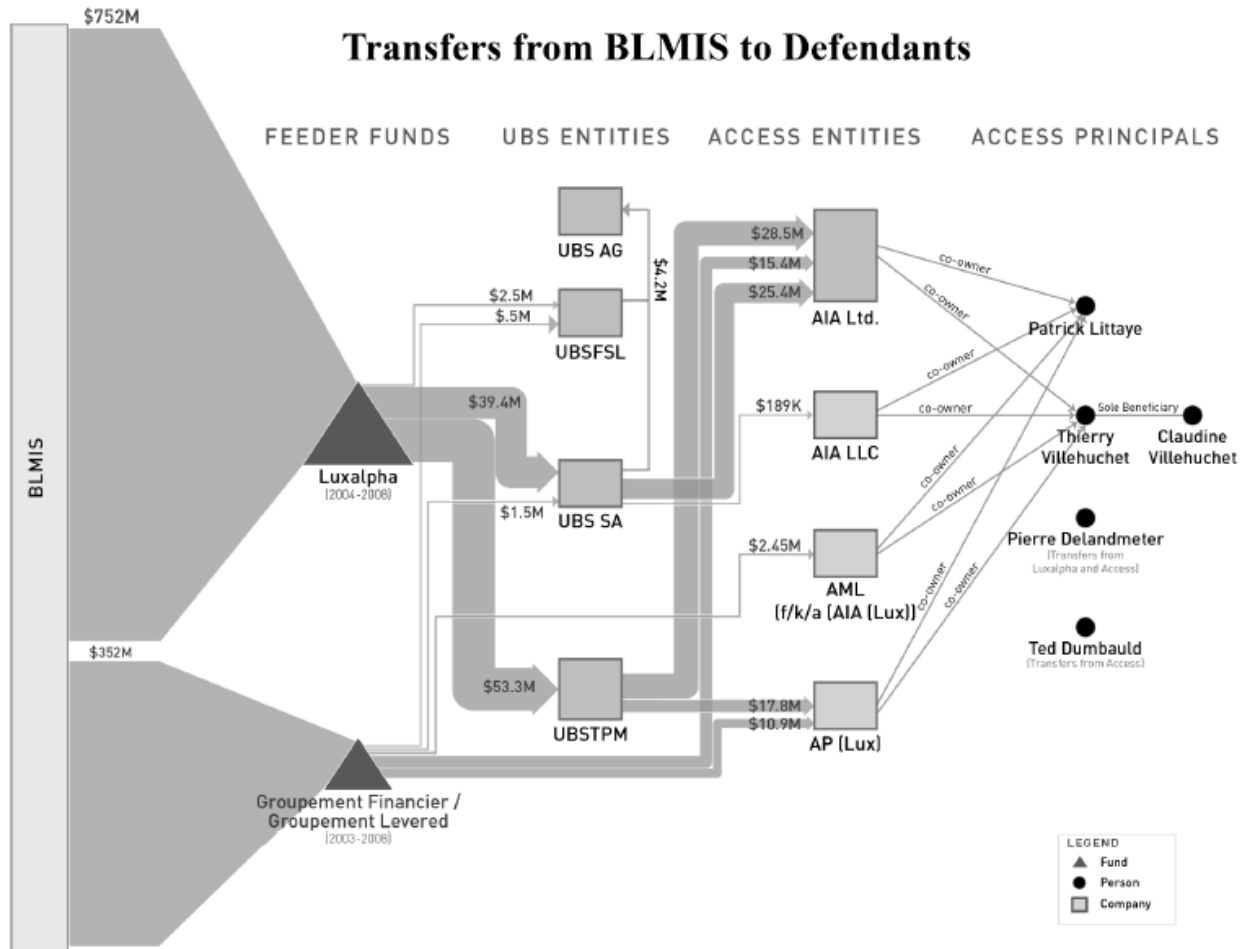 $752M
Transfers from BLMIS to Defendants
FEEDER FUNDS
UBS ENTITIES
ACCESS ENTITIES
ACCESS PRINCIPALS
BLMIS
$352M
Luxalpha
(2004-2008)
Groupement Financier /
Groupement Levered
(2003-2008)
$2.5M
$.5M
$39.4M
$1.5M
$53.3M
UBS AG
$4.2M
UBSFSL
UBS SA
UBSTPM
$28.5M
$15.4M
$25.4M
AIA Ltd.
$189K
AIA LLC
$2.45M
AML
(f/k/a (AIA (Lux))
$17.8M
$10.9M
AP (Lux)
co-owner
co-owner
co-owner
co-owner
co-owner
co-owner
co-owner
co-owner
Patrick Littaye
Sole Beneficiary
Thierry
Villehuchet
Claudine
Villehuchet
Pierre Delandmeter
(Transfers from
Luxalpha and Access)
Ted Dumbauld
(Transfers from Access)
LEGEND
Fund
Person
Company